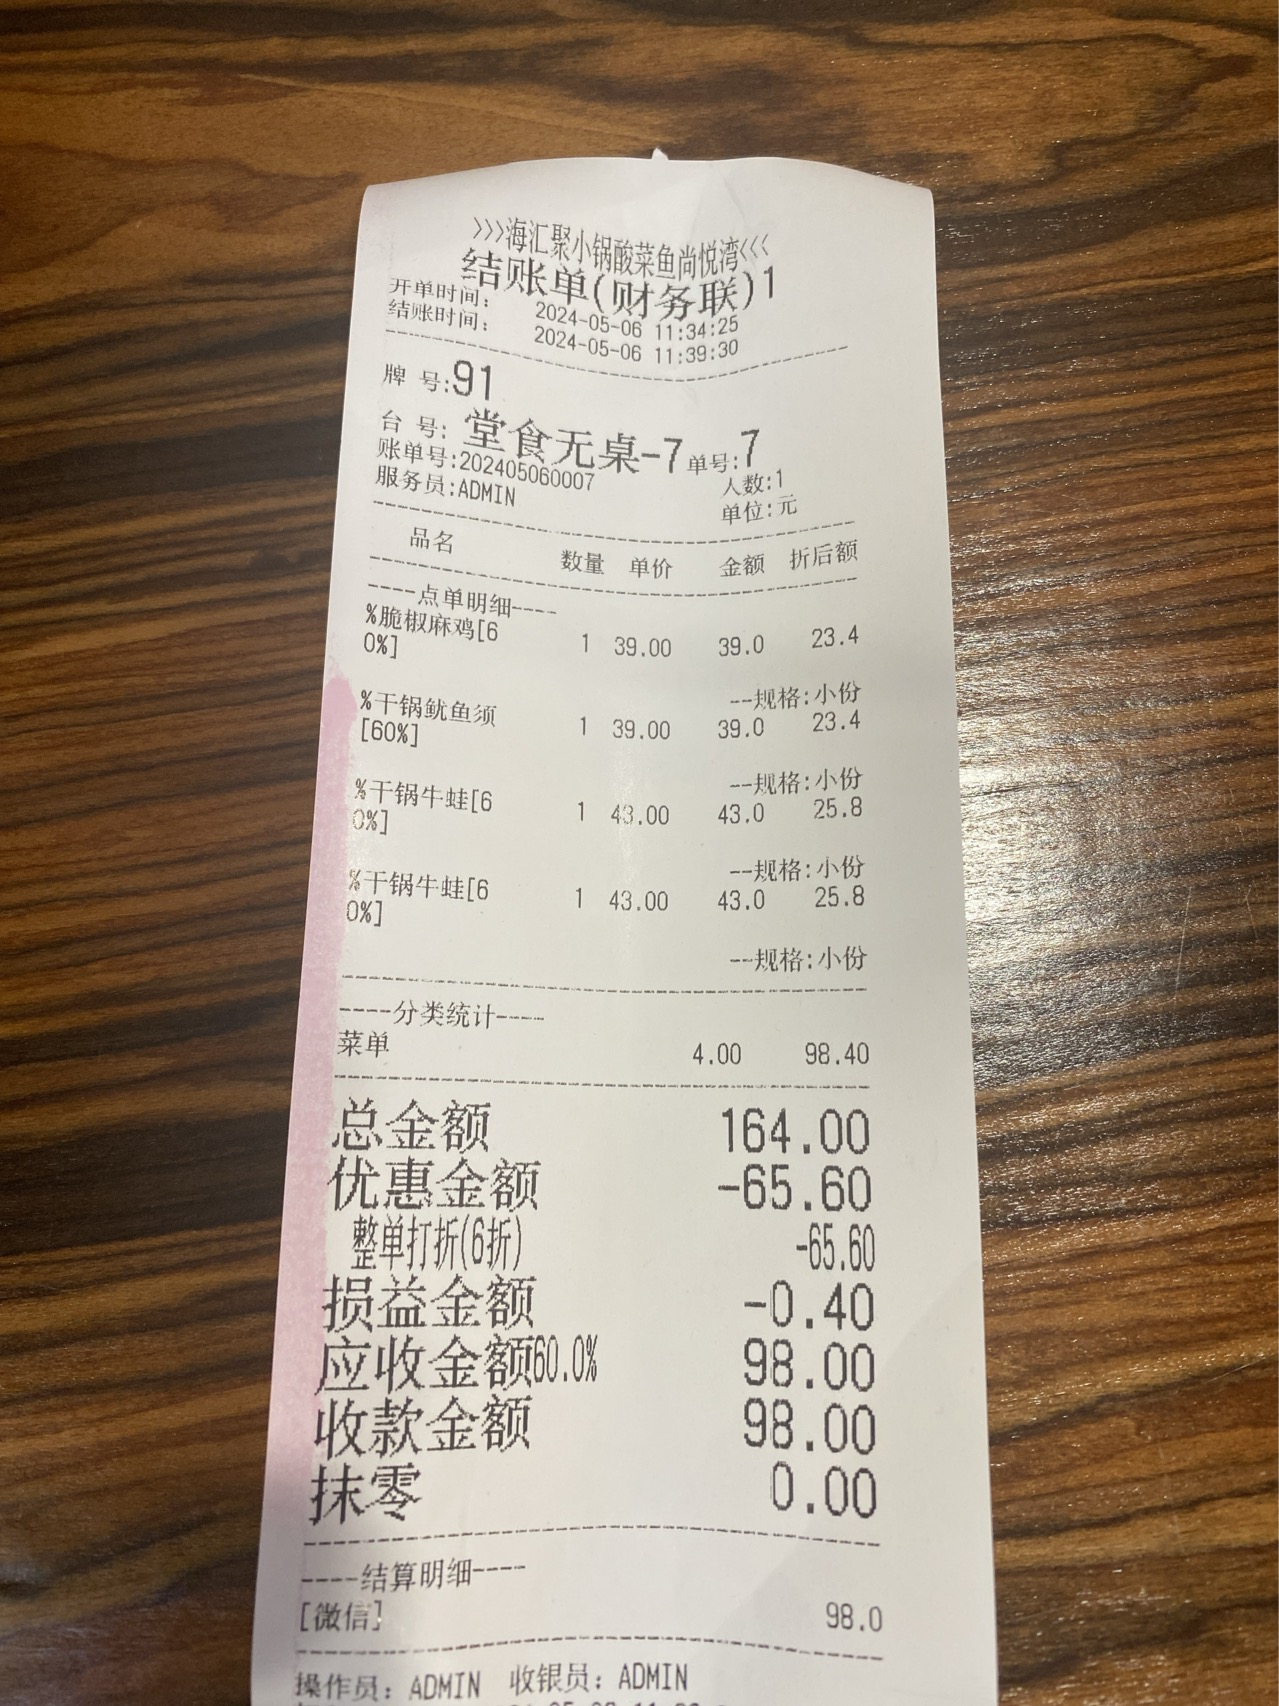 >>>海汇聚小锅酸菜鱼尚悦湾<<<
结账单(财务联)1
开单时间: 2024-05-06 11:34:25
结账时间: 2024-05-06 11:39:30
牌 号:91
台 号: 堂食无桌-7 单号:7
账单号:202405060007 人数:1
服务员:ADMIN 单位:元
品名 数量 单价 金额 折后额
----点单明细----
%脆椒麻鸡[6
0%] 1 39.00 39.0 23.4
--规格:小份
%干锅鱿鱼须
[60%] 1 39.00 39.0 23.4
--规格:小份
%干锅牛蛙[6
0%] 1 43.00 43.0 25.8
--规格:小份
%干锅牛蛙[6
0%] 1 43.00 43.0 25.8
--规格:小份
----分类统计----
菜单 4.00 98.40
总金额 164.00
优惠金额 -65.60
整单打折(6折) -65.60
损益金额 -0.40
应收金额60.0% 98.00
收款金额 98.00
抹零 0.00
----结算明细----
[微信] 98.0
操作员: ADMIN 收银员: ADMIN